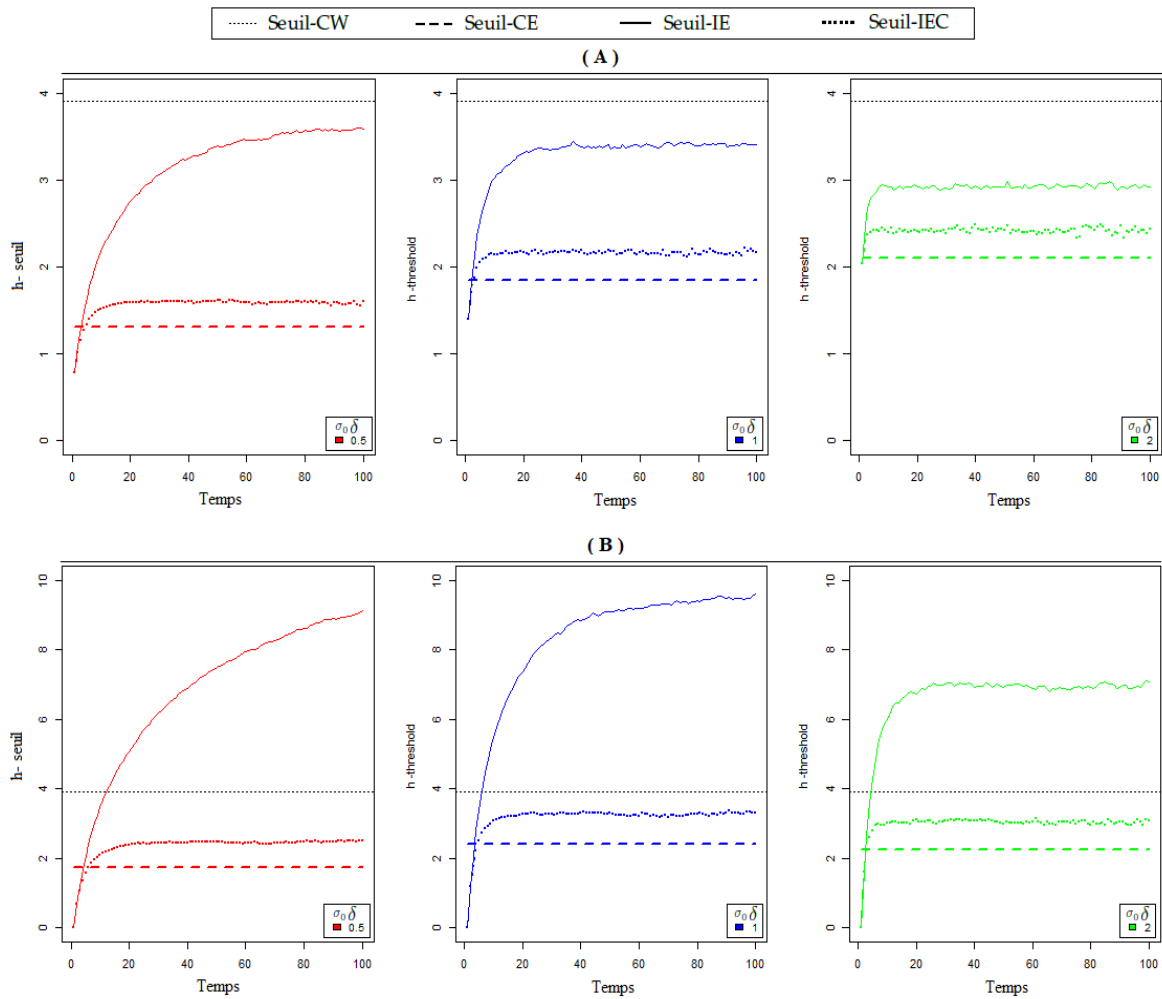 Seuil-CW Seuil-CE Seuil-IE Seuil-IEC
( A )
h- seuil
0 1 2 3 4
0 20 40 60 80 100
Temps
σ₀δ
0.5
h -threshold
0 1 2 3 4
0 20 40 60 80 100
Temps
σ₀δ
1
h -threshold
0 1 2 3 4
0 20 40 60 80 100
Temps
σ₀δ
2
( B )
h- seuil
0 2 4 6 8 10
0 20 40 60 80 100
Temps
σ₀δ
0.5
h -threshold
0 2 4 6 8 10
0 20 40 60 80 100
Temps
σ₀δ
1
h -threshold
0 2 4 6 8 10
0 20 40 60 80 100
Temps
σ₀δ
2